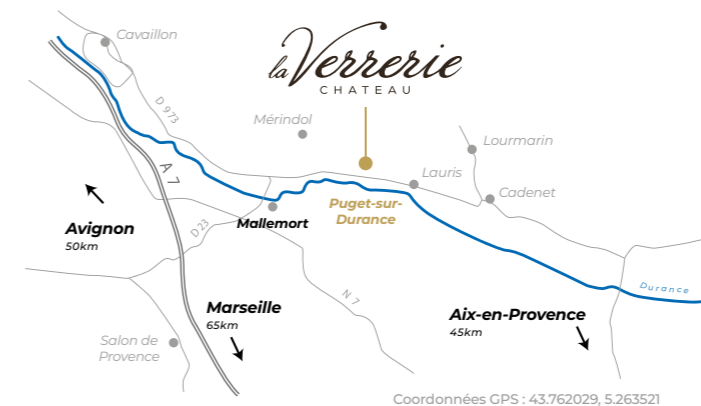 Cavaillon
la Verrerie
CHATEAU
D 973
Mérindol
Lourmarin
A 7
Lauris
Cadenet
Avignon
50km
D 23
Mallemort
Puget-sur-
Durance
Durance
N 7
Marseille
65km
Aix-en-Provence
45km
Salon de
Provence
Coordonnées GPS : 43.762029, 5.263521